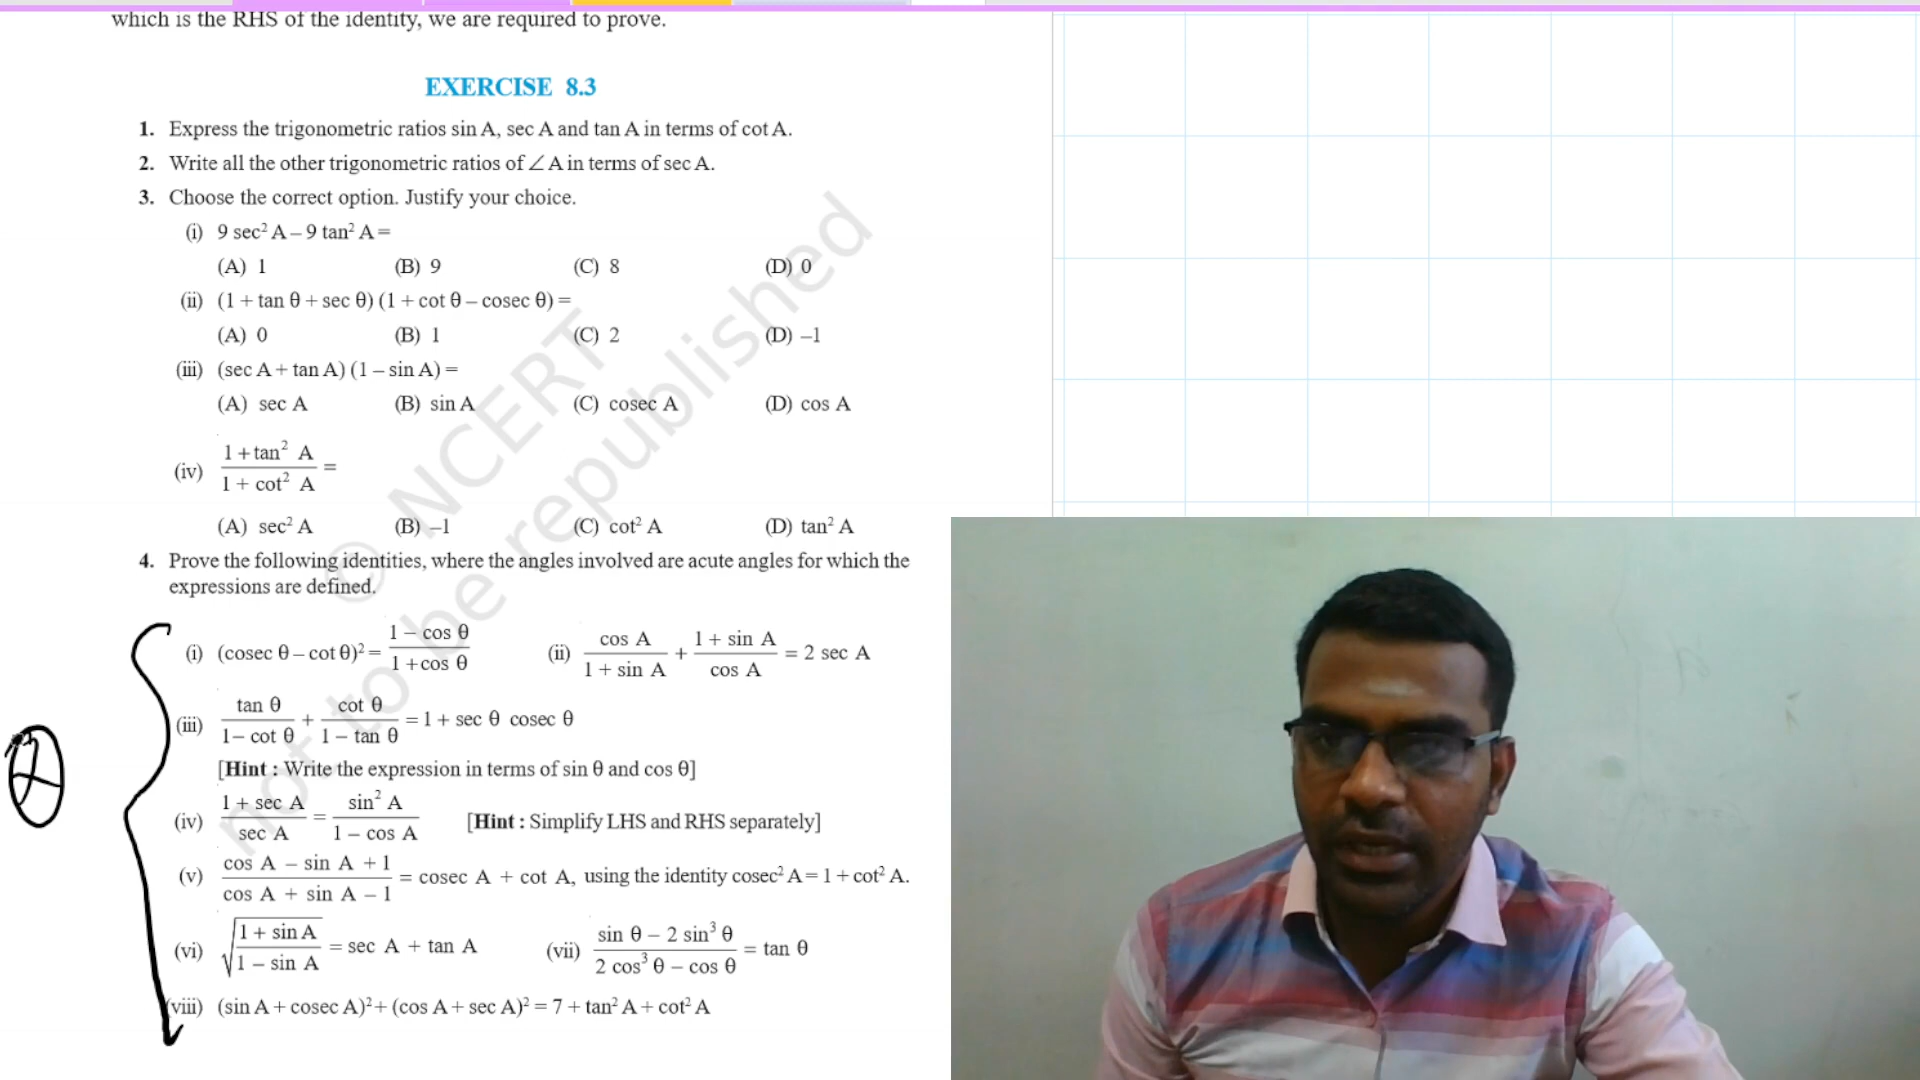 which is the RHS of the identity, we are required to prove.
EXERCISE 8.3
1. Express the trigonometric ratios sin A, sec A and tan A in terms of cot A.
2. Write all the other trigonometric ratios of ∠A in terms of sec A.
3. Choose the correct option. Justify your choice.
(i) 9 sec² A – 9 tan² A =
(A) 1 (B) 9 (C) 8 (D) 0
(ii) (1 + tan θ + sec θ) (1 + cot θ – cosec θ) =
(A) 0 (B) 1 (C) 2 (D) –1
(iii) (sec A + tan A) (1 – sin A) =
(A) sec A (B) sin A (C) cosec A (D) cos A
(iv) (1 + tan² A)/(1 + cot² A) =
(A) sec² A (B) –1 (C) cot² A (D) tan² A
4. Prove the following identities, where the angles involved are acute angles for which the
expressions are defined.
(i) (cosec θ – cot θ)² = (1 – cos θ)/(1 + cos θ) (ii) cos A/(1 + sin A) + (1 + sin A)/cos A = 2 sec A
(iii) tan θ/(1 – cot θ) + cot θ/(1 – tan θ) = 1 + sec θ cosec θ
[Hint : Write the expression in terms of sin θ and cos θ]
(iv) (1 + sec A)/sec A = sin² A/(1 – cos A) [Hint : Simplify LHS and RHS separately]
(v) (cos A – sin A + 1)/(cos A + sin A – 1) = cosec A + cot A, using the identity cosec² A = 1 + cot² A.
(vi) √((1 + sin A)/(1 – sin A)) = sec A + tan A (vii) (sin θ – 2 sin³ θ)/(2 cos³ θ – cos θ) = tan θ
(viii) (sin A + cosec A)² + (cos A + sec A)² = 7 + tan² A + cot² A
© NCERT
not to be republished